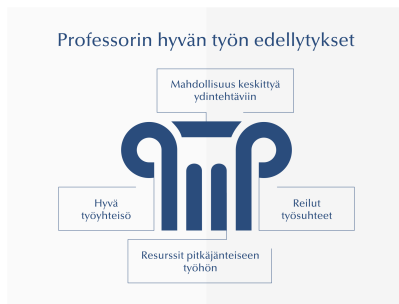 Professorin hyvän työn edellytykset
Mahdollisuus keskittyä
ydintehtäviin
Hyvä
työyhteisö
Reilut
työsuhteet
Resurssit pitkäjänteiseen
työhön